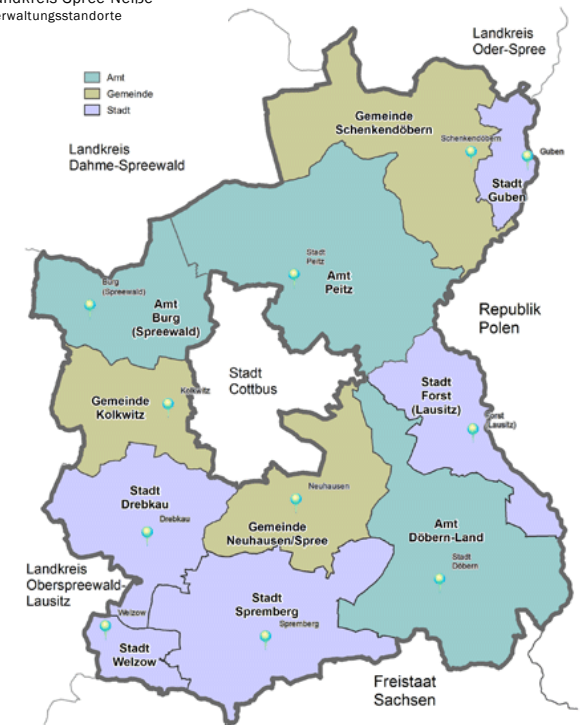 Landkreis Spree-Neiße
erwaltungsstandorte
Landkreis
Oder-Spree
Amt
Gemeinde
Stadt
Gemeinde
Schenkendöbern
Schenkendöbern
Guben
Stadt
Guben
Landkreis
Dahme-Spreewald
Stadt
Peitz
Amt
Peitz
Burg
(Spreewald)
Amt
Burg
(Spreewald)
Republik
Polen
Stadt
Cottbus
Stadt
Forst
(Lausitz)
Kolkwitz
Gemeinde
Kolkwitz
orst
Lausitz)
Neuhausen
Stadt
Drebkau
Drebkau
Gemeinde
Neuhausen/Spree
Amt
Döbern-Land
Stadt
Döbern
Landkreis
Oberspreewald-
Lausitz
Stadt
Spremberg
Spremberg
Welzow
Stadt
Welzow
Freistaat
Sachsen